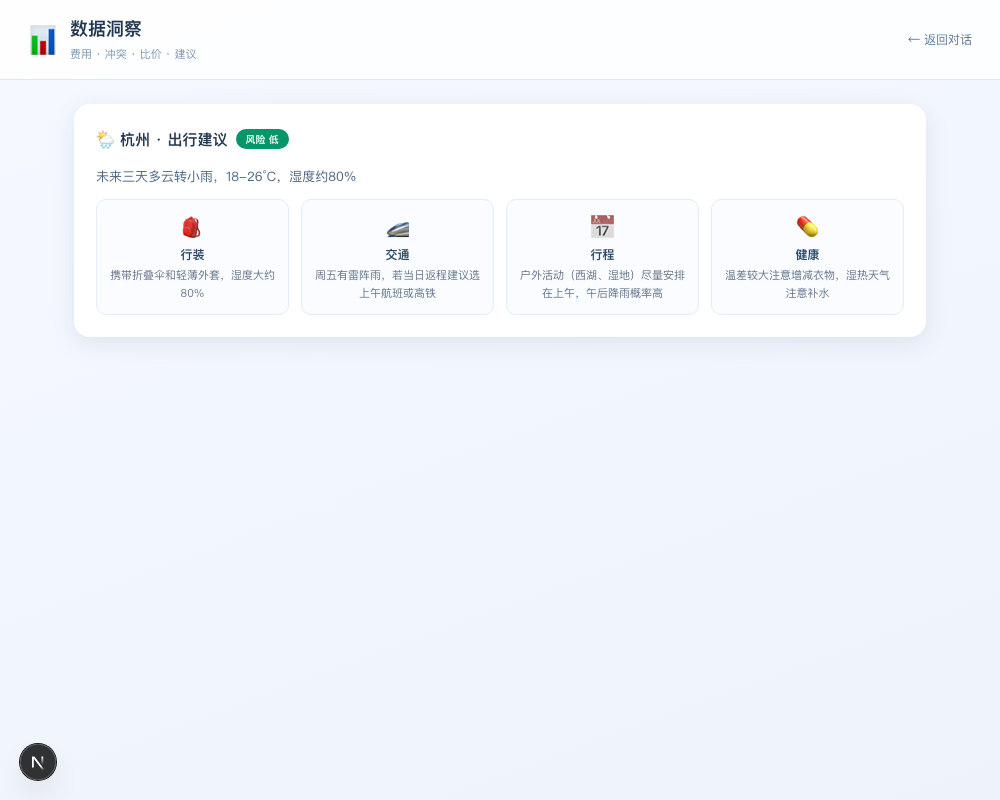 数据洞察
费用 · 冲突 · 比价 · 建议
← 返回对话
杭州 · 出行建议
风险 低
未来三天多云转小雨，18–26°C，湿度约80%
行装
携带折叠伞和轻薄外套，湿度大约
80%
交通
周五有雷阵雨，若当日返程建议选
上午航班或高铁
17
行程
户外活动（西湖、湿地）尽量安排
在上午，午后降雨概率高
健康
温差较大注意增减衣物，湿热天气
注意补水
N